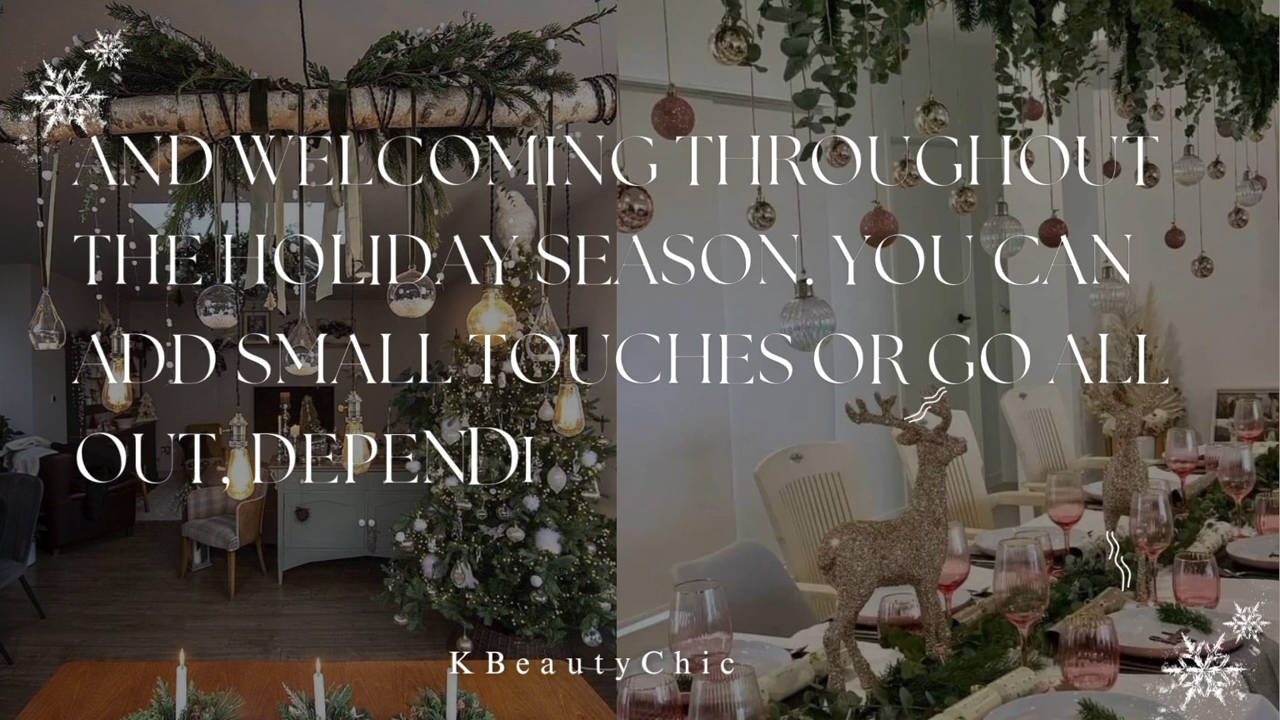 AND WELCOMING THROUGHOUT
THE HOLIDAY SEASON. YOU CAN
ADD SMALL TOUCHES OR GO ALL
OUT, DEPENDI
KBeautyChic